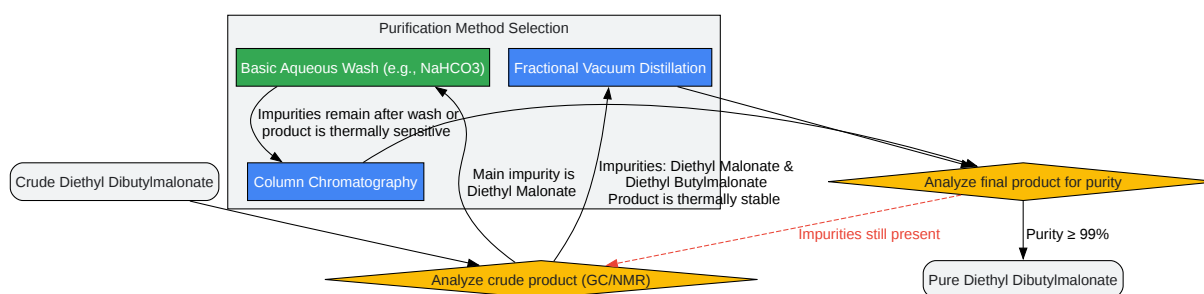 Purification Method Selection
Basic Aqueous Wash (e.g., NaHCO3)
Fractional Vacuum Distillation
Impurities remain after wash or
product is thermally sensitive
Column Chromatography
Crude Diethyl Dibutylmalonate
Main impurity is
Diethyl Malonate
Impurities: Diethyl Malonate &
Diethyl Butylmalonate
Product is thermally stable
Analyze final product for purity
Impurities still present
Purity ≥ 99%
Analyze crude product (GC/NMR)
Pure Diethyl Dibutylmalonate